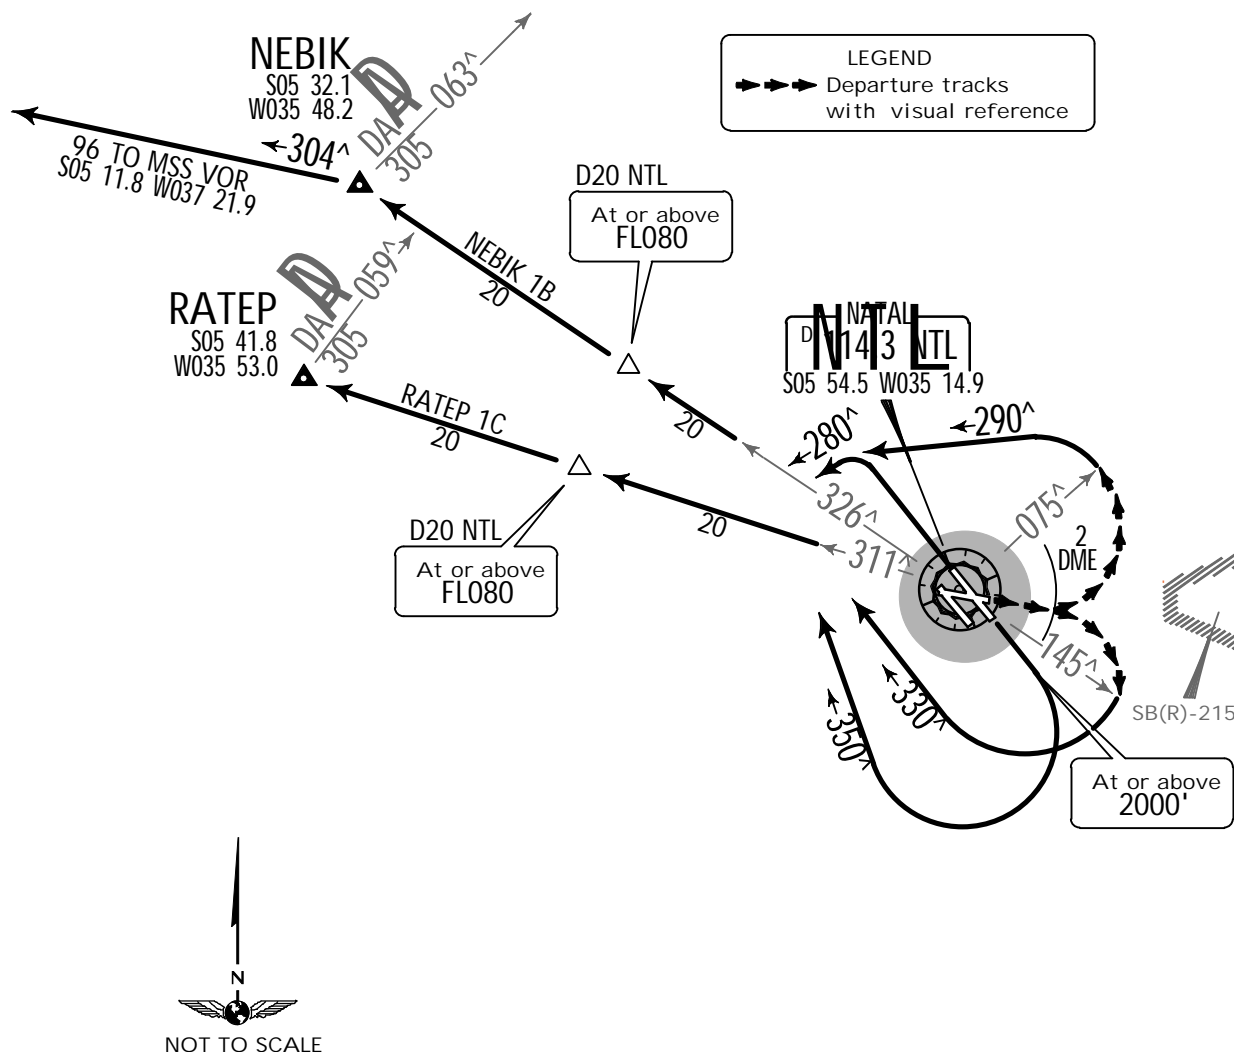 NEBIK
S05 32.1
W035 48.2
LEGEND
Departure tracks
with visual reference
063^
DA
305
304^
96 TO MSS VOR
S05 11.8 W037 21.9
D20 NTL
At or above
FL080
NEBIK 1B
20
059^
DA
305
RATEP
S05 41.8
W035 53.0
NATAL
D 114.3 NTL
S05 54.5 W035 14.9
RATEP 1C
20
20
280^
290^
326^
075^
D20 NTL
At or above
FL080
20
311^
2
DME
145^
330^
350^
SB(R)-215
At or above
2000'
N
NOT TO SCALE